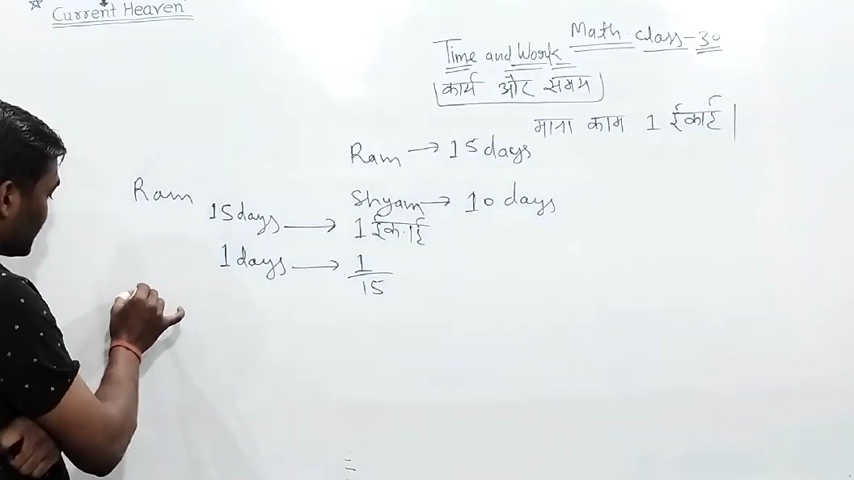 ☆ Current Heaven
Math class-30
Time and Work
कार्य और समय
माना काम 1 ईकाई |
Ram → 15 days
Shyam → 10 days
Ram
15 days → 1 ईकाई
1 days → 1/15